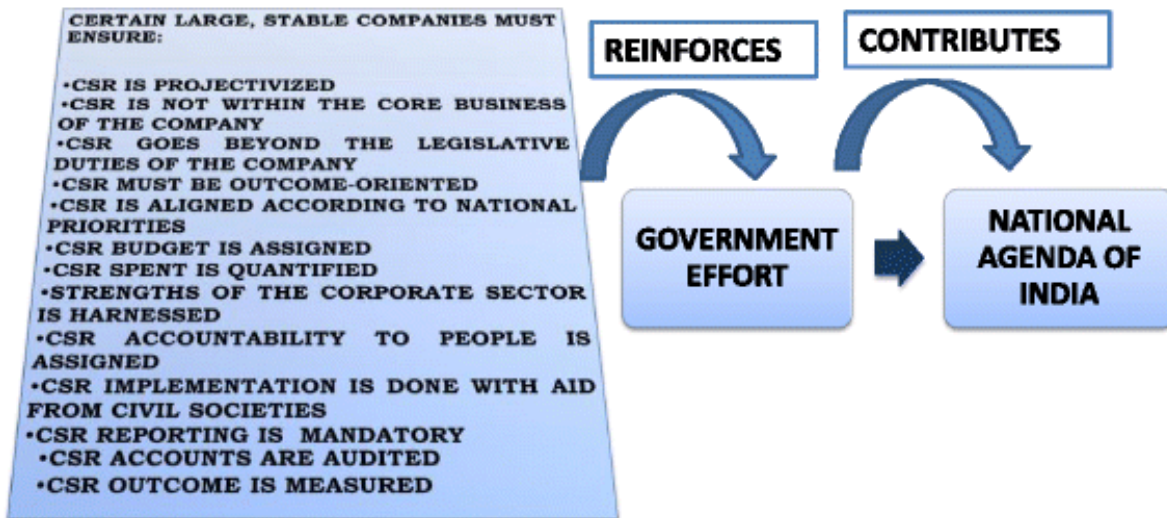 CERTAIN LARGE, STABLE COMPANIES MUST
ENSURE:
•CSR IS PROJECTIVIZED
•CSR IS NOT WITHIN THE CORE BUSINESS
OF THE COMPANY
•CSR GOES BEYOND THE LEGISLATIVE
DUTIES OF THE COMPANY
•CSR MUST BE OUTCOME-ORIENTED
•CSR IS ALIGNED ACCORDING TO NATIONAL
PRIORITIES
•CSR BUDGET IS ASSIGNED
•CSR SPENT IS QUANTIFIED
•STRENGTHS OF THE CORPORATE SECTOR
IS HARNESSED
•CSR ACCOUNTABILITY TO PEOPLE IS
ASSIGNED
•CSR IMPLEMENTATION IS DONE WITH AID
FROM CIVIL SOCIETIES
•CSR REPORTING IS MANDATORY
•CSR ACCOUNTS ARE AUDITED
•CSR OUTCOME IS MEASURED
REINFORCES
CONTRIBUTES
GOVERNMENT
EFFORT
NATIONAL
AGENDA OF
INDIA